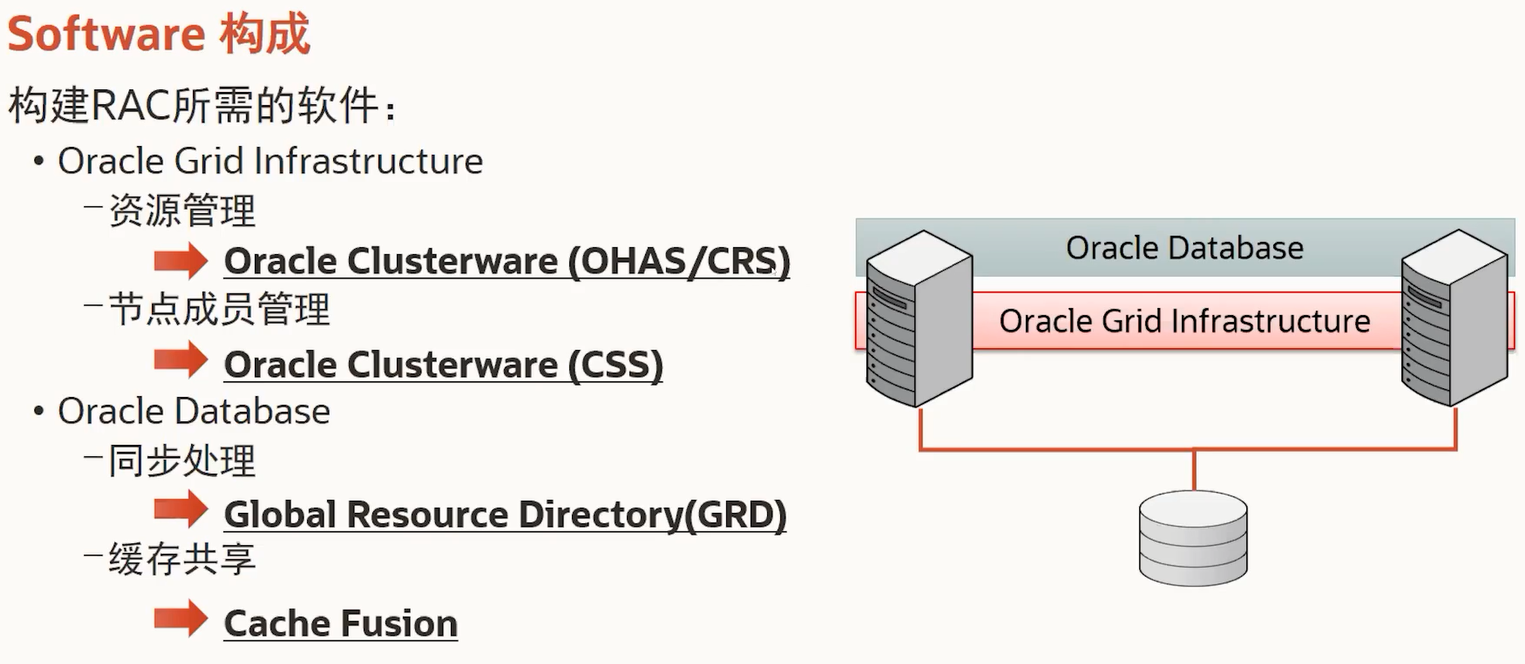 Software 构成
构建RAC所需的软件：
• Oracle Grid Infrastructure
–资源管理
Oracle Clusterware (OHAS/CRS)
–节点成员管理
Oracle Clusterware (CSS)
• Oracle Database
–同步处理
Global Resource Directory(GRD)
–缓存共享
Cache Fusion
Oracle Database
Oracle Grid Infrastructure